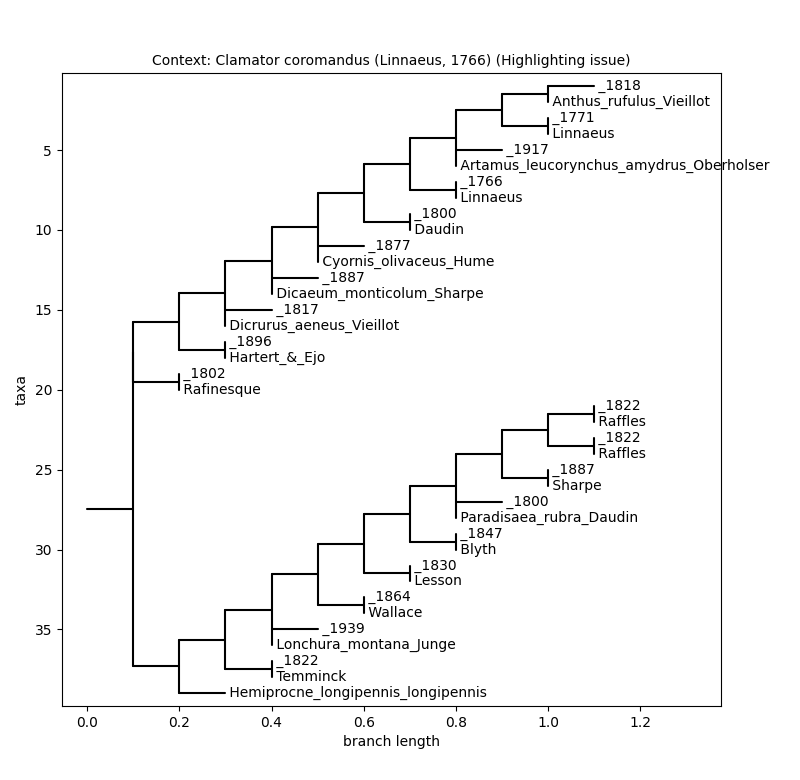 Context: Clamator coromandus (Linnaeus, 1766) (Highlighting issue)
_1818
Anthus_rufulus_Vieillot
_1771
Linnaeus
_1917
Artamus_leucorynchus_amydrus_Oberholser
_1766
Linnaeus
_1800
Daudin
_1877
Cyornis_olivaceus_Hume
_1887
Dicaeum_monticolum_Sharpe
_1817
Dicrurus_aeneus_Vieillot
_1896
Hartert_&_Ejo
_1802
Rafinesque
_1822
Raffles
_1822
Raffles
_1887
Sharpe
_1800
Paradisaea_rubra_Daudin
_1847
Blyth
_1830
Lesson
_1864
Wallace
_1939
Lonchura_montana_Junge
_1822
Temminck
Hemiprocne_longipennis_longipennis
5
10
15
20
25
30
35
taxa
0.0 0.2 0.4 0.6 0.8 1.0 1.2
branch length